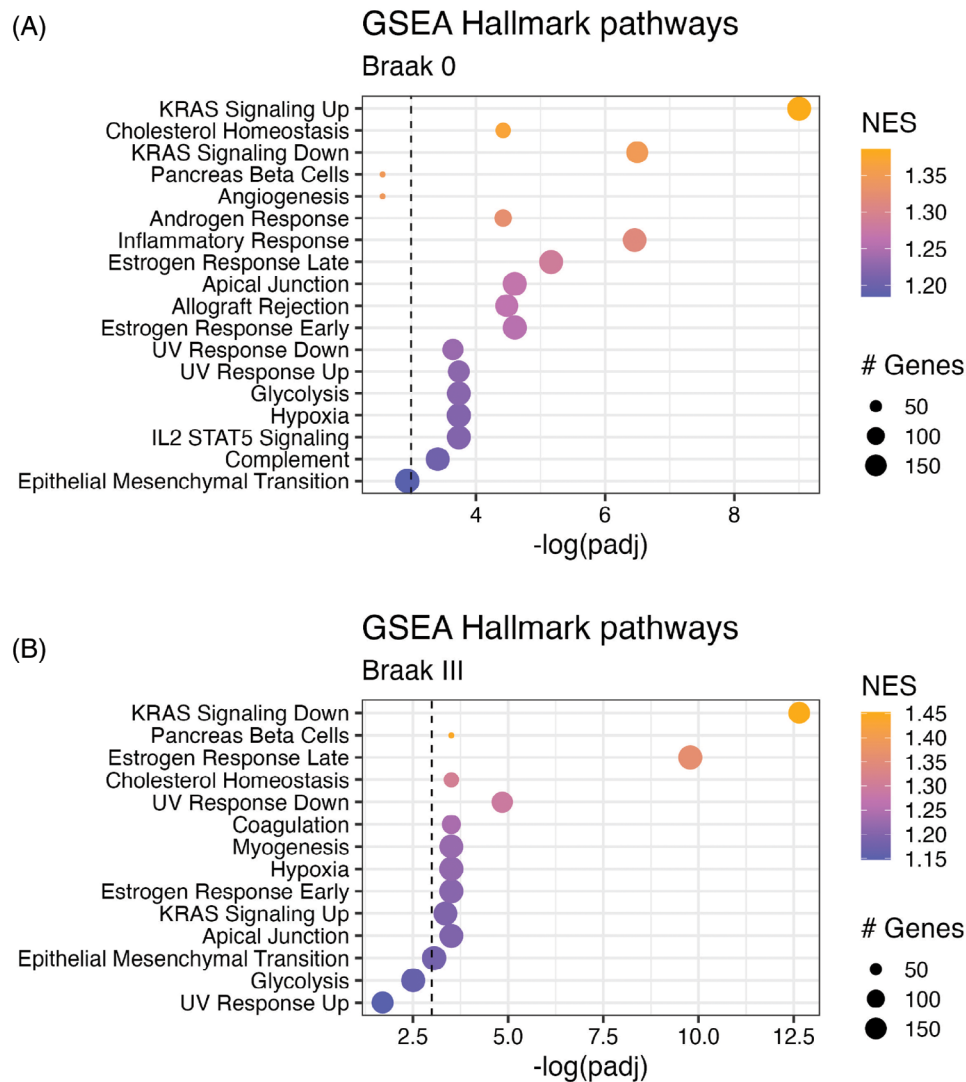 (A)
GSEA Hallmark pathways
Braak 0
KRAS Signaling Up
Cholesterol Homeostasis
KRAS Signaling Down
Pancreas Beta Cells
Angiogenesis
Androgen Response
Inflammatory Response
Estrogen Response Late
Apical Junction
Allograft Rejection
Estrogen Response Early
UV Response Down
UV Response Up
Glycolysis
Hypoxia
IL2 STAT5 Signaling
Complement
Epithelial Mesenchymal Transition
4 6 8
-log(padj)
NES
1.35
1.30
1.25
1.20
# Genes
50
100
150
(B)
GSEA Hallmark pathways
Braak III
KRAS Signaling Down
Pancreas Beta Cells
Estrogen Response Late
Cholesterol Homeostasis
UV Response Down
Coagulation
Myogenesis
Hypoxia
Estrogen Response Early
KRAS Signaling Up
Apical Junction
Epithelial Mesenchymal Transition
Glycolysis
UV Response Up
2.5 5.0 7.5 10.0 12.5
-log(padj)
NES
1.45
1.40
1.35
1.30
1.25
1.20
1.15
# Genes
50
100
150